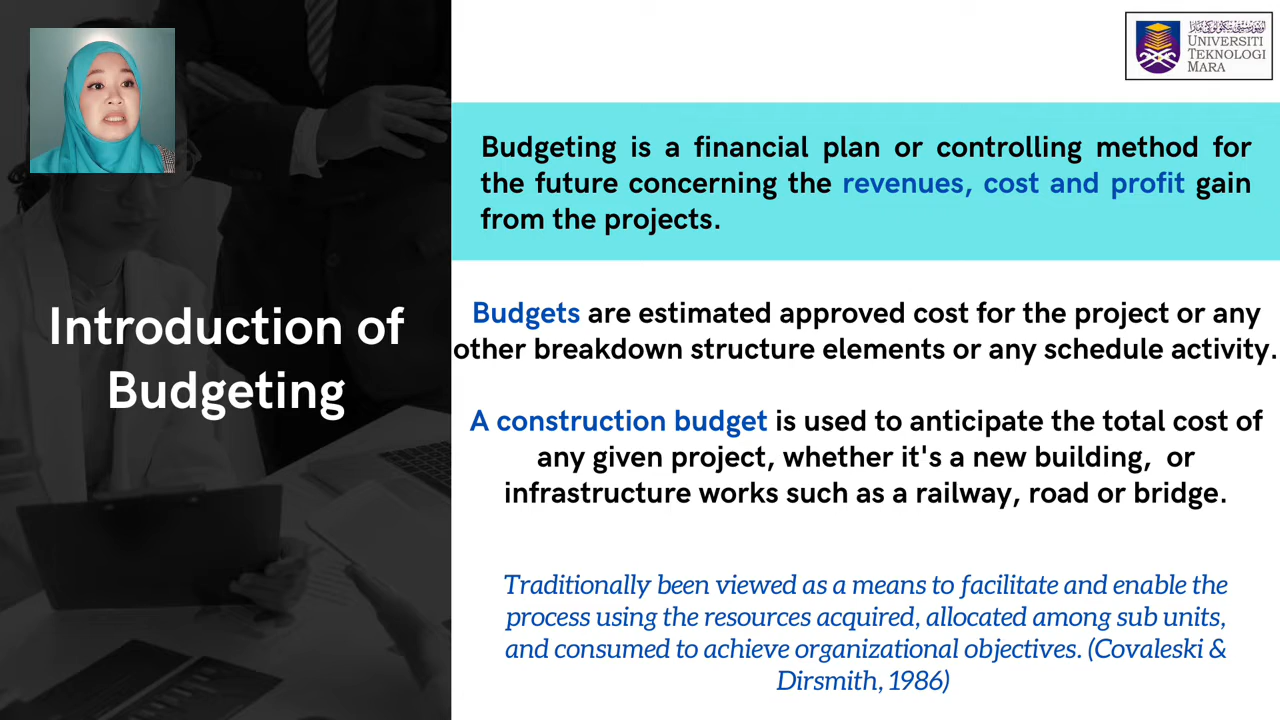 Introduction of
Budgeting
UNIVERSITI
TEKNOLOGI
MARA
Budgeting is a financial plan or controlling method for
the future concerning the revenues, cost and profit gain
from the projects.
Budgets are estimated approved cost for the project or any
other breakdown structure elements or any schedule activity.
A construction budget is used to anticipate the total cost of
any given project, whether it's a new building, or
infrastructure works such as a railway, road or bridge.
Traditionally been viewed as a means to facilitate and enable the
process using the resources acquired, allocated among sub units,
and consumed to achieve organizational objectives. (Covaleski &
Dirsmith, 1986)